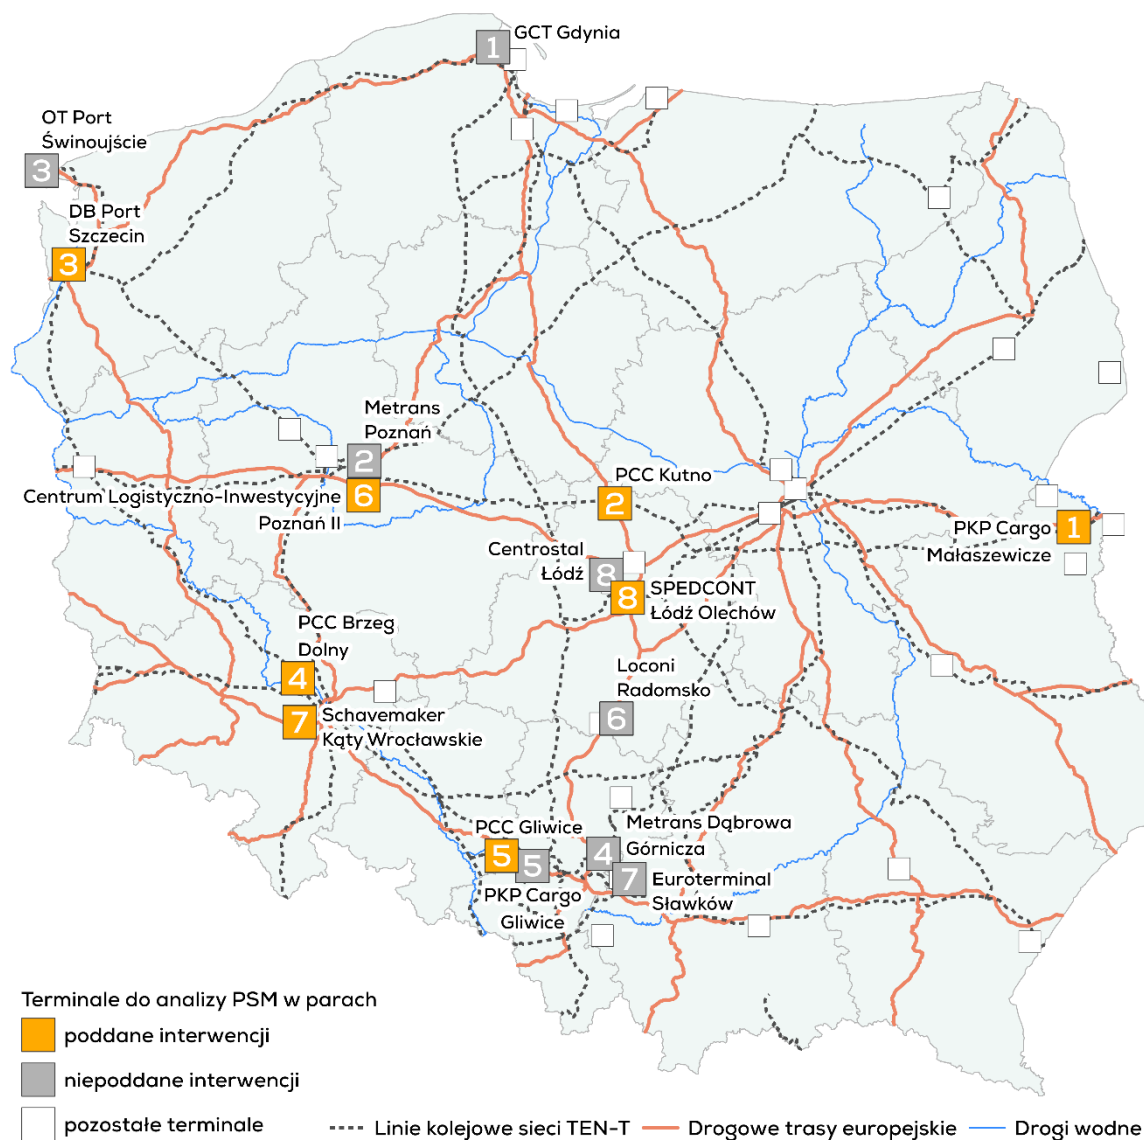 1
GCT Gdynia
OT Port
Świnoujście
3
DB Port
Szczecin
3
Metrans
Poznań
2
Centrum Logistyczno-Inwestycyjne
Poznań II
6
PCC Kutno
2
1
PKP Cargo
Małaszewicze
Centrostal
Łódź
8
8
SPEDCONT
Łódź Olechów
PCC Brzeg
Dolny
4
7
Schavemaker
Kąty Wrocławskie
Loconi
Radomsko
6
PCC Gliwice
5
5
PKP Cargo
Gliwice
Metrans Dąbrowa
Górnicza
4
7
Euroterminal
Sławków
Terminale do analizy PSM w parach
poddane interwencji
niepoddane interwencji
pozostałe terminale
Linie kolejowe sieci TEN-T
Drogowe trasy europejskie
Drogi wodne